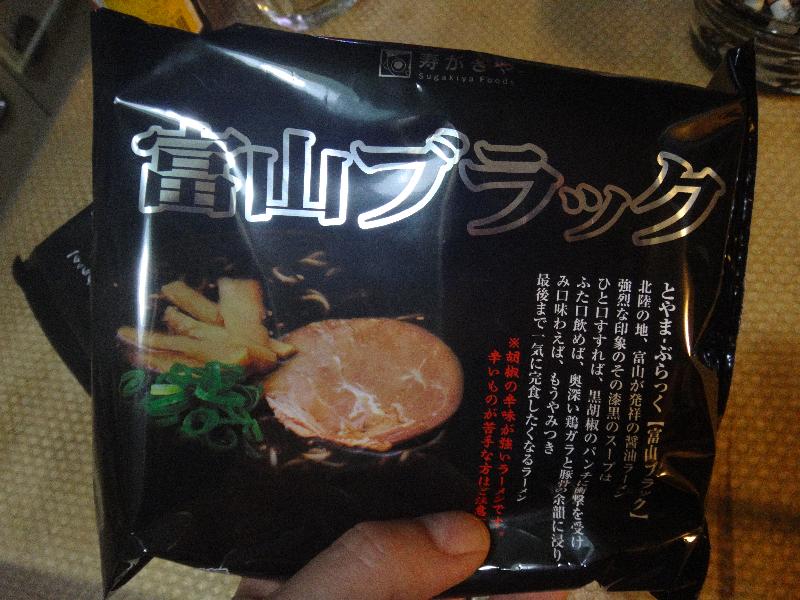 寿がきや
Sugakiya Foods
富山ブラック
とやま-ぶらっく【富山ブラック】
北陸の地、富山が発祥の醤油ラーメン
強烈な印象のその漆黒のスープは
ひと口すすれば、黒胡椒のパンチに衝撃を受け
ふた口飲めば、奥深い鶏ガラと豚の余韻に浸り
み口味わえば、もうやみつき
最後まで一気に完食したくなるラーメン
※胡椒の辛味が強いラーメンです。
辛いものが苦手な方はご注意